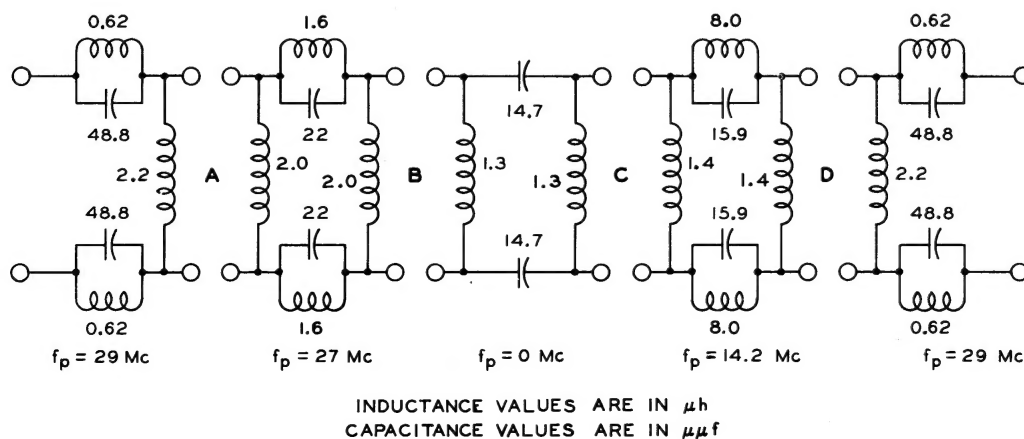 0.62 1.6 8.0 0.62
48.8 22 14.7 15.9 48.8
2.2 A 2.0 2.0 B 1.3 1.3 C 1.4 1.4 D 2.2
48.8 22 14.7 15.9 48.8
0.62 1.6 8.0 0.62
fp = 29 Mc fp = 27 Mc fp = 0 Mc fp = 14.2 Mc fp = 29 Mc
INDUCTANCE VALUES ARE IN μh
CAPACITANCE VALUES ARE IN μμf